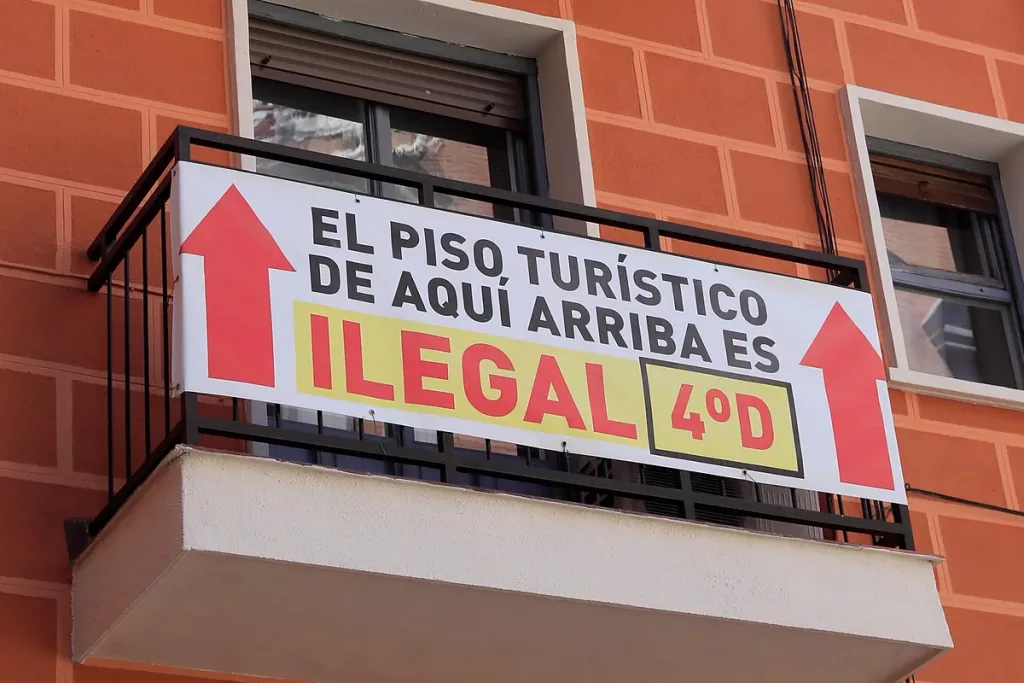 EL PISO TURÍSTICO
DE AQUÍ ARRIBA ES
ILEGAL 4ºD